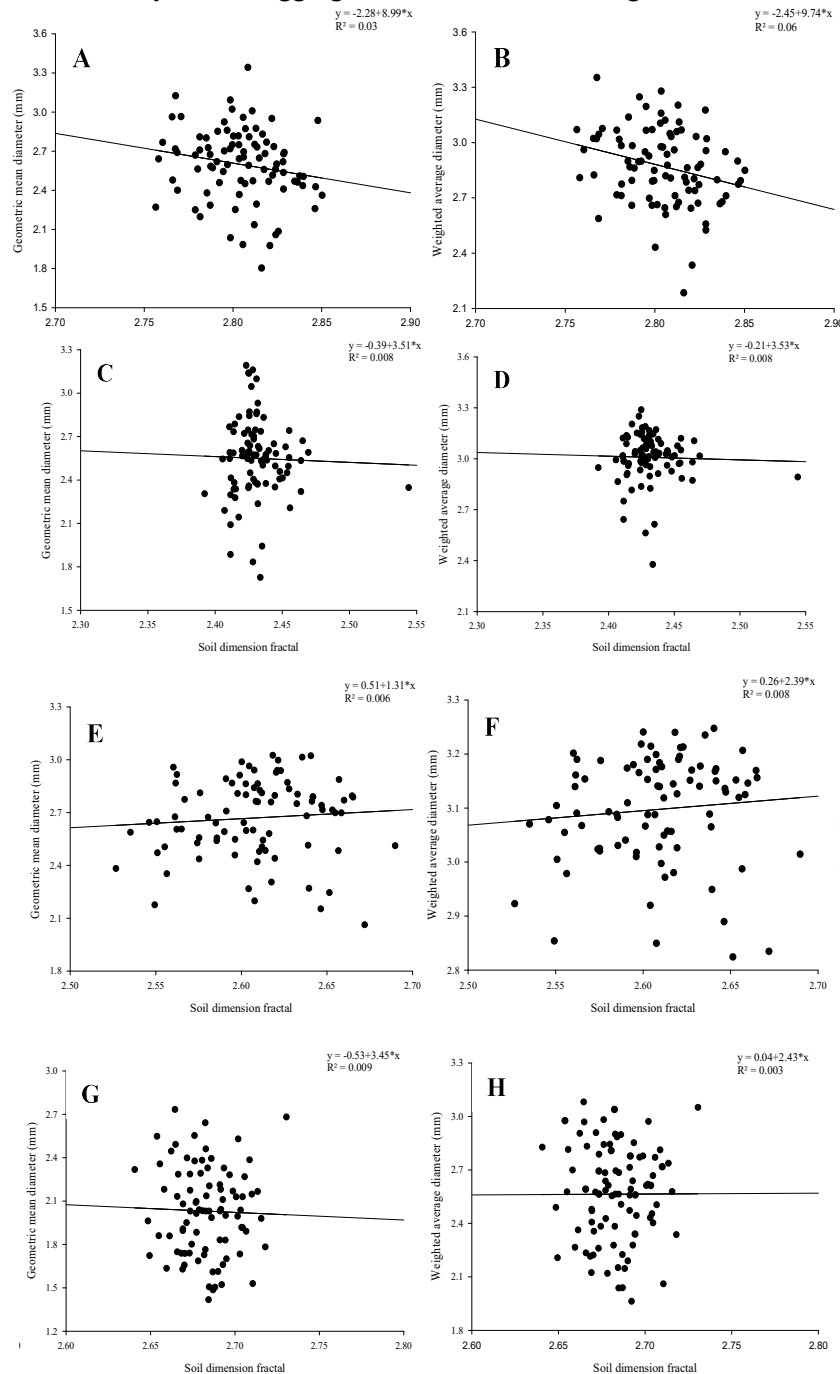 y = -2.28+8.99*x
R² = 0.03
A
Geometric mean diameter (mm)
3.6
3.3
3.0
2.7
2.4
2.1
1.8
1.5
2.70 2.75 2.80 2.85 2.90
y = -2.45+9.74*x
R² = 0.06
B
Weighted average diameter (mm)
3.6
3.3
3.0
2.7
2.4
2.1
2.70 2.75 2.80 2.85 2.90
y = -0.39+3.51*x
R² = 0.008
C
Geometric mean diameter (mm)
3.3
3.0
2.7
2.4
2.1
1.8
1.5
2.30 2.35 2.40 2.45 2.50 2.55
Soil dimension fractal
y = -0.21+3.53*x
R² = 0.008
D
Weighted average diameter (mm)
3.6
3.3
3.0
2.7
2.4
2.1
2.30 2.35 2.40 2.45 2.50 2.55
Soil dimension fractal
y = 0.51+1.31*x
R² = 0.006
E
Geometric mean diameter (mm)
3.3
3.0
2.7
2.4
2.1
1.8
2.50 2.55 2.60 2.65 2.70
Soil dimension fractal
y = 0.26+2.39*x
R² = 0.008
F
Weighted average diameter (mm)
3.3
3.2
3.1
3.0
2.9
2.8
2.50 2.55 2.60 2.65 2.70
Soil dimension fractal
y = -0.53+3.45*x
R² = 0.009
G
Geometric mean diameter (mm)
3.0
2.7
2.4
2.1
1.8
1.5
1.2
2.60 2.65 2.70 2.75 2.80
Soil dimension fractal
y = 0.04+2.43*x
R² = 0.003
H
Weighted average diameter (mm)
3.3
3.0
2.7
2.4
2.1
1.8
2.60 2.65 2.70 2.75 2.80
Soil dimension fractal